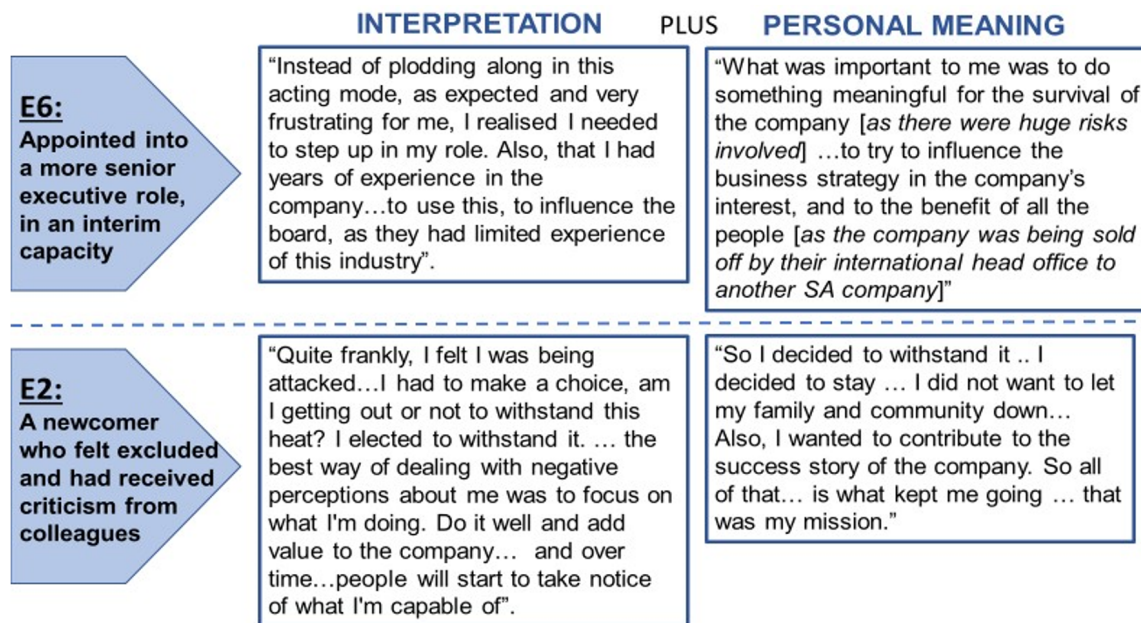 INTERPRETATION PLUS PERSONAL MEANING
E6:
Appointed into
a more senior
executive role,
in an interim
capacity
“Instead of plodding along in this
acting mode, as expected and very
frustrating for me, I realised I needed
to step up in my role. Also, that I had
years of experience in the
company…to use this, to influence the
board, as they had limited experience
of this industry”.
“What was important to me was to do
something meaningful for the survival of
the company [as there were huge risks
involved] …to try to influence the
business strategy in the company’s
interest, and to the benefit of all the
people [as the company was being sold
off by their international head office to
another SA company]”
E2:
A newcomer
who felt excluded
and had received
criticism from
colleagues
“Quite frankly, I felt I was being
attacked…I had to make a choice, am
I getting out or not to withstand this
heat? I elected to withstand it. … the
best way of dealing with negative
perceptions about me was to focus on
what I'm doing. Do it well and add
value to the company… and over
time…people will start to take notice
of what I'm capable of”.
“So I decided to withstand it .. I
decided to stay … I did not want to let
my family and community down…
Also, I wanted to contribute to the
success story of the company. So all
of that… is what kept me going … that
was my mission.”